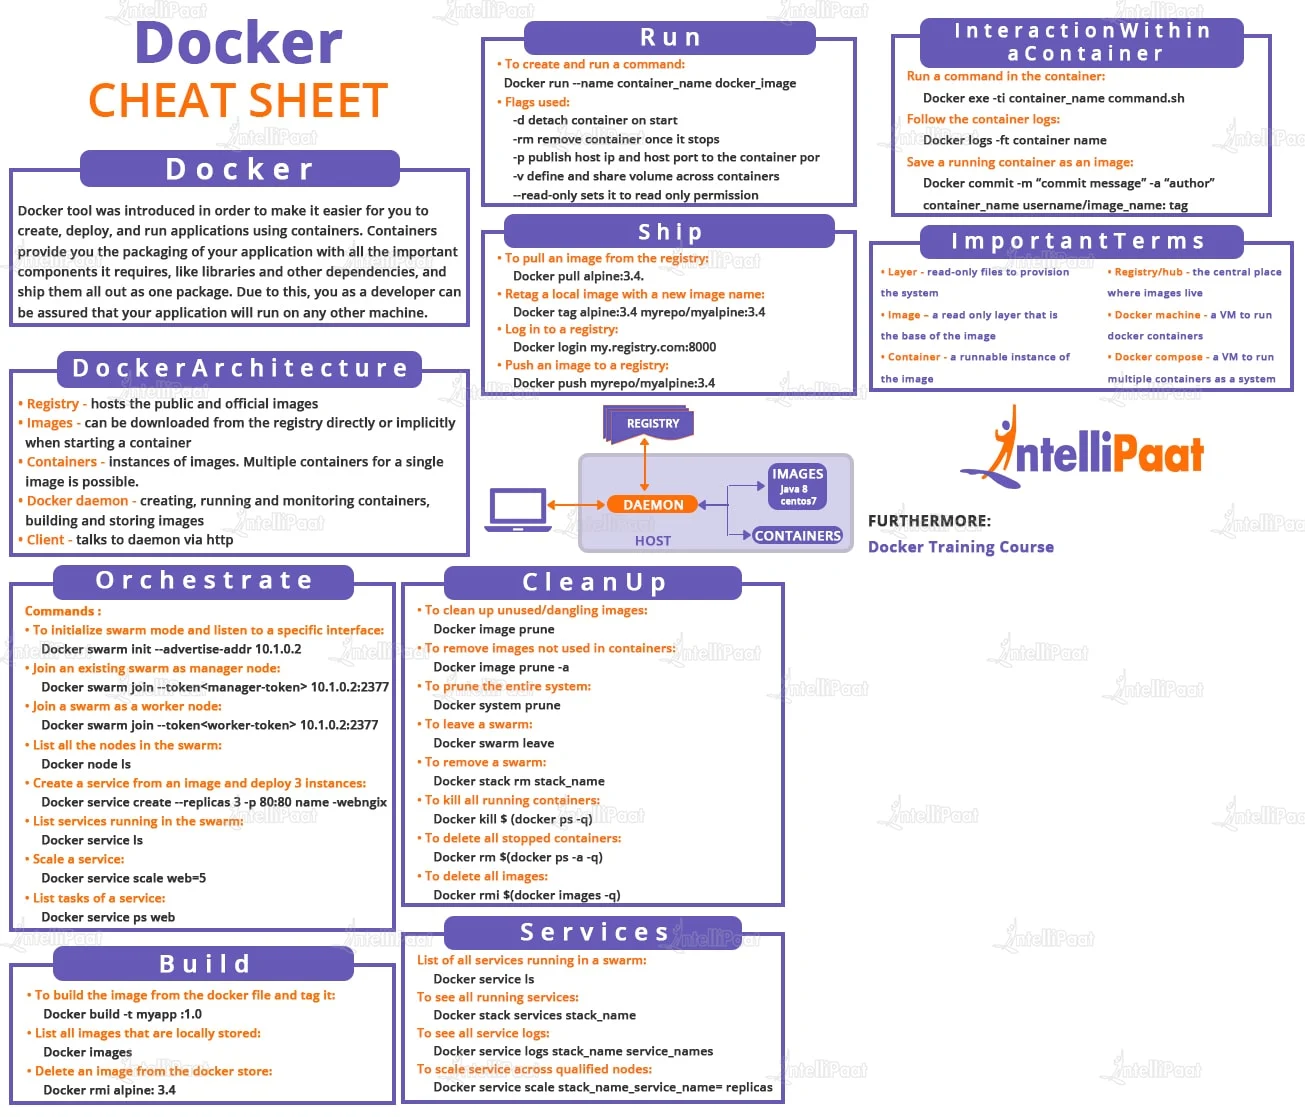 Docker
CHEAT SHEET
Docker
Docker tool was introduced in order to make it easier for you to
create, deploy, and run applications using containers. Containers
provide you the packaging of your application with all the important
components it requires, like libraries and other dependencies, and
ship them all out as one package. Due to this, you as a developer can
be assured that your application will run on any other machine.
DockerArchitecture
• Registry - hosts the public and official images
• Images - can be downloaded from the registry directly or implicitly
when starting a container
• Containers - instances of images. Multiple containers for a single
image is possible.
• Docker daemon - creating, running and monitoring containers,
building and storing images
• Client - talks to daemon via http
Run
• To create and run a command:
Docker run --name container_name docker_image
• Flags used:
-d detach container on start
-rm remove container once it stops
-p publish host ip and host port to the container por
-v define and share volume across containers
--read-only sets it to read only permission
Ship
• To pull an image from the registry:
Docker pull alpine:3.4.
• Retag a local image with a new image name:
Docker tag alpine:3.4 myrepo/myalpine:3.4
• Log in to a registry:
Docker login my.registry.com:8000
• Push an image to a registry:
Docker push myrepo/myalpine:3.4
REGISTRY
IMAGES
Java 8
centos7
DAEMON
CONTAINERS
HOST
InteractionWithin
aContainer
Run a command in the container:
Docker exe -ti container_name command.sh
Follow the container logs:
Docker logs -ft container name
Save a running container as an image:
Docker commit -m “commit message” -a “author”
container_name username/image_name: tag
ImportantTerms
• Layer - read-only files to provision
the system
• Image – a read only layer that is
the base of the image
• Container - a runnable instance of
the image
• Registry/hub - the central place
where images live
• Docker machine - a VM to run
docker containers
• Docker compose - a VM to run
multiple containers as a system
IntelliPaat
FURTHERMORE:
Docker Training Course
Orchestrate
Commands :
• To initialize swarm mode and listen to a specific interface:
Docker swarm init --advertise-addr 10.1.0.2
• Join an existing swarm as manager node:
Docker swarm join --token<manager-token> 10.1.0.2:2377
• Join a swarm as a worker node:
Docker swarm join --token<worker-token> 10.1.0.2:2377
• List all the nodes in the swarm:
Docker node ls
• Create a service from an image and deploy 3 instances:
Docker service create --replicas 3 -p 80:80 name -webngix
• List services running in the swarm:
Docker service ls
• Scale a service:
Docker service scale web=5
• List tasks of a service:
Docker service ps web
Build
• To build the image from the docker file and tag it:
Docker build -t myapp :1.0
• List all images that are locally stored:
Docker images
• Delete an image from the docker store:
Docker rmi alpine: 3.4
CleanUp
• To clean up unused/dangling images:
Docker image prune
• To remove images not used in containers:
Docker image prune -a
• To prune the entire system:
Docker system prune
• To leave a swarm:
Docker swarm leave
• To remove a swarm:
Docker stack rm stack_name
• To kill all running containers:
Docker kill $ (docker ps -q)
• To delete all stopped containers:
Docker rm $(docker ps -a -q)
• To delete all images:
Docker rmi $(docker images -q)
Services
List of all services running in a swarm:
Docker service ls
To see all running services:
Docker stack services stack_name
To see all service logs:
Docker service logs stack_name service_names
To scale service across qualified nodes:
Docker service scale stack_name_service_name= replicas